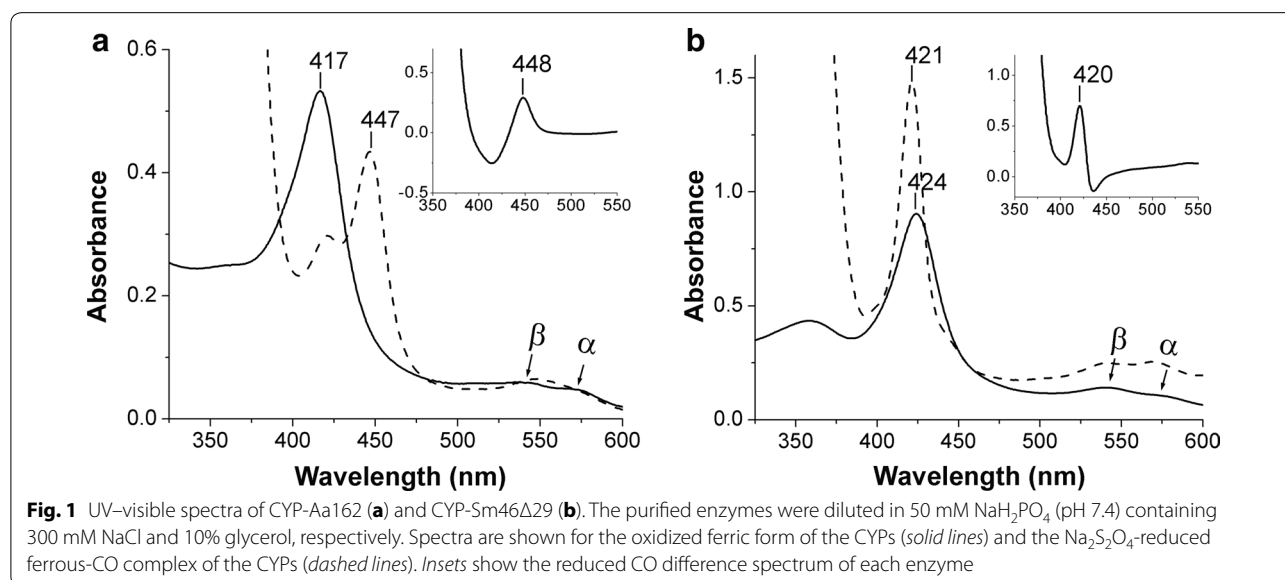 a
0.6
0.4
0.2
0.0
Absorbance
417
447
β
α
350 400 450 500 550 600
Wavelength (nm)
448
0.5
0.0
-0.5
350 400 450 500 550
b
1.5
1.0
0.5
0.0
Absorbance
421
424
β
α
350 400 450 500 550 600
Wavelength (nm)
420
1.0
0.5
0.0
350 400 450 500 550
Fig. 1 UV–visible spectra of CYP-Aa162 (a) and CYP-Sm46Δ29 (b). The purified enzymes were diluted in 50 mM NaH₂PO₄ (pH 7.4) containing
300 mM NaCl and 10% glycerol, respectively. Spectra are shown for the oxidized ferric form of the CYPs (solid lines) and the Na₂S₂O₄-reduced
ferrous-CO complex of the CYPs (dashed lines). Insets show the reduced CO difference spectrum of each enzyme